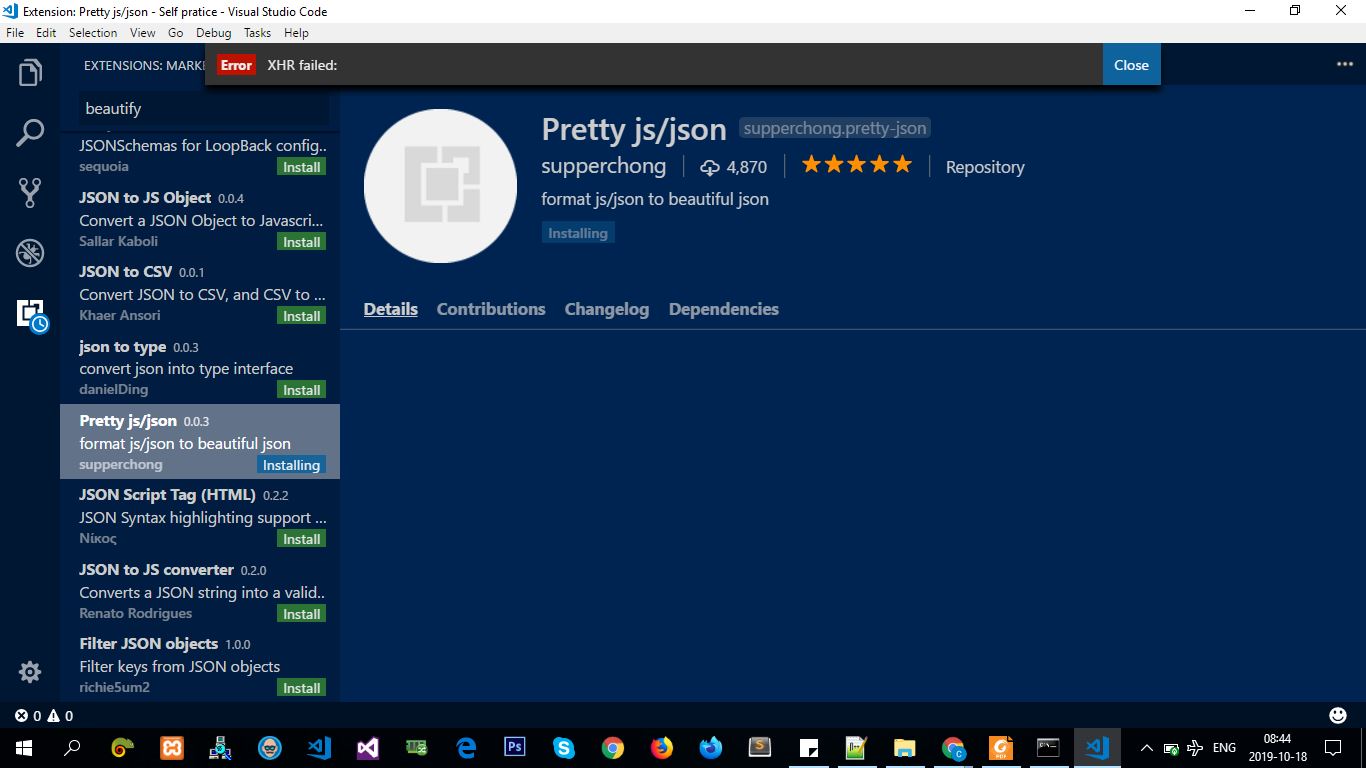 Extension: Pretty js/json - Self pratice - Visual Studio Code
File Edit Selection View Go Debug Tasks Help
EXTENSIONS: MARKE
Error XHR failed: Close
beautify
JSONSchemas for LoopBack config..
sequoia Install
JSON to JS Object 0.0.4
Convert a JSON Object to Javascri...
Sallar Kaboli Install
JSON to CSV 0.0.1
Convert JSON to CSV, and CSV to ...
Khaer Ansori Install
json to type 0.0.3
convert json into type interface
danielDing Install
Pretty js/json 0.0.3
format js/json to beautiful json
supperchong Installing
JSON Script Tag (HTML) 0.2.2
JSON Syntax highlighting support ...
Νίκος Install
JSON to JS converter 0.2.0
Converts a JSON string into a valid..
Renato Rodrigues Install
Filter JSON objects 1.0.0
Filter keys from JSON objects
richie5um2 Install
Pretty js/json supperchong.pretty-json
supperchong 4,870 Repository
format js/json to beautiful json
Installing
Details Contributions Changelog Dependencies
0 0
Ps
S
ENG
08:44
2019-10-18